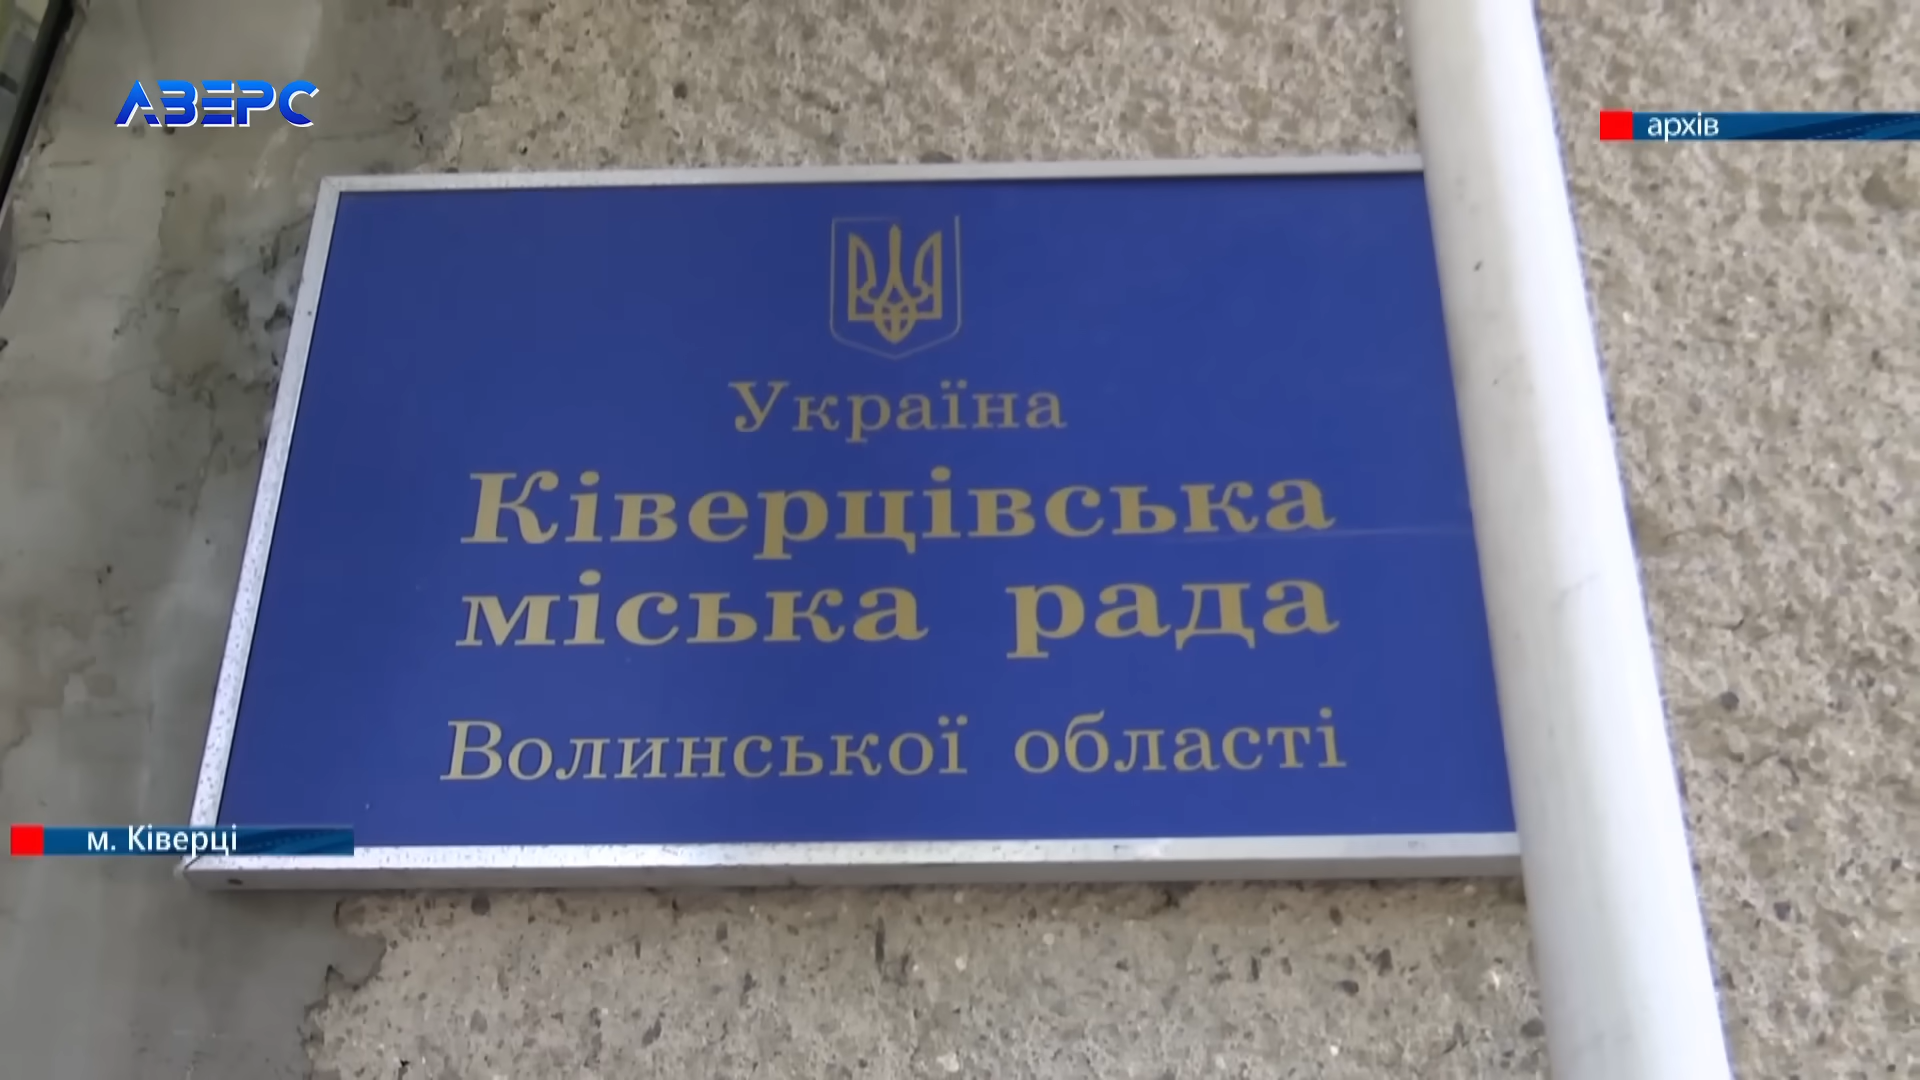 АВЕРС
архів
Україна
Ківерцівська
міська рада
Волинської області
м. Ківерці